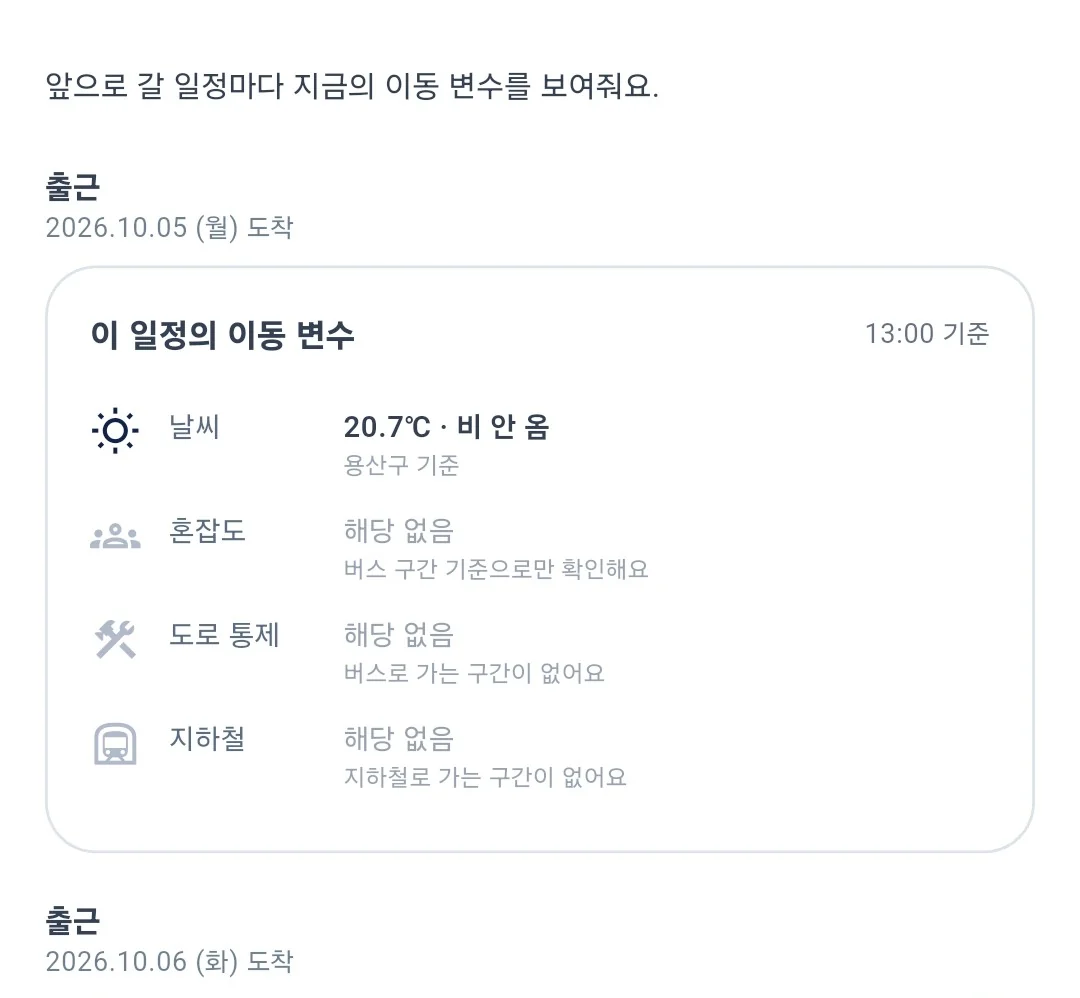 앞으로 갈 일정마다 지금의 이동 변수를 보여줘요.
출근
2026.10.05 (월) 도착
이 일정의 이동 변수
13:00 기준
날씨
20.7℃ · 비 안 옴
용산구 기준
혼잡도
해당 없음
버스 구간 기준으로만 확인해요
도로 통제
해당 없음
버스로 가는 구간이 없어요
지하철
해당 없음
지하철로 가는 구간이 없어요
출근
2026.10.06 (화) 도착